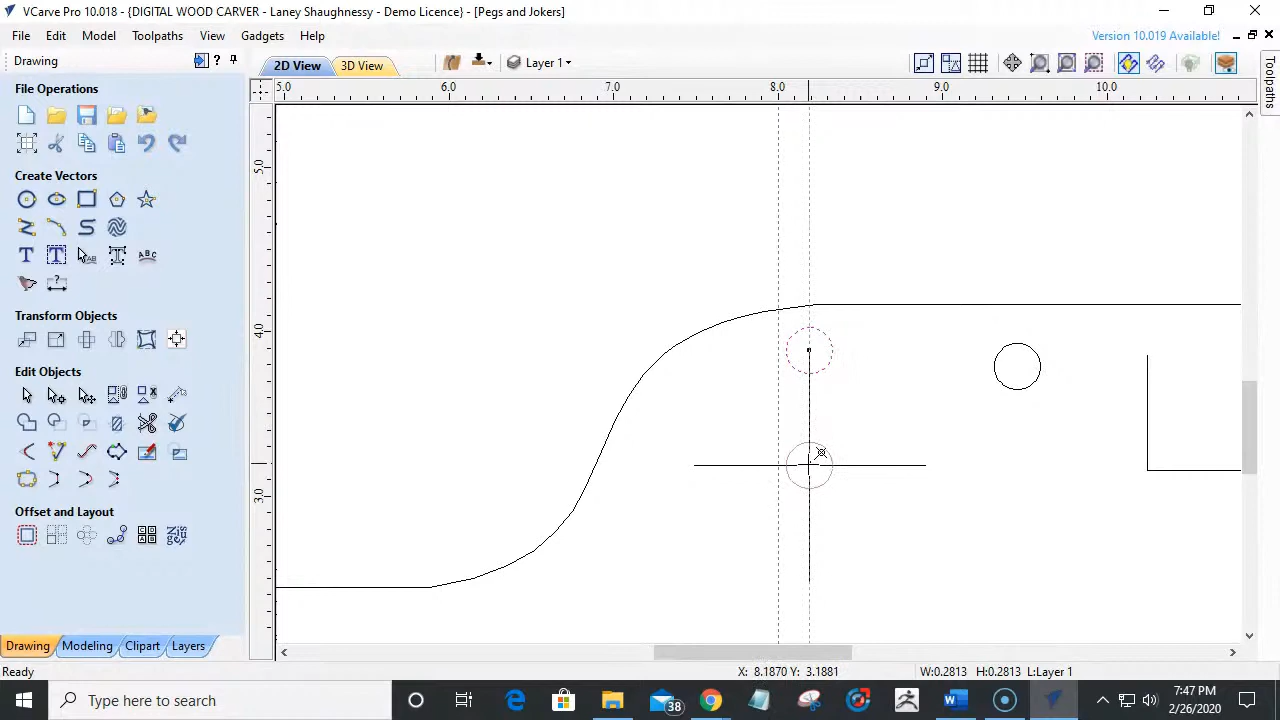 VCarve Pro 10.018 - {DIGITAL WOOD CARVER - Laney Shaughnessy - Demo Licence} - [Pegs and Jokers]
File Edit Model Toolpaths View Gadgets Help Version 10.019 Available!
Drawing ?
2D View 3D View Layer 1
Toolpaths
File Operations
Create Vectors
T T AB T ABC
Transform Objects
Edit Objects
Offset and Layout
Drawing Modeling Clipart Layers
5.0 6.0 7.0 8.0 9.0 10.0
5.0
4.0
3.0
Ready X: 8.1870 Y: 3.1881 W:0.2813 H:0.2813 L:Layer 1
Type here to search 38 7:47 PM
2/26/2020